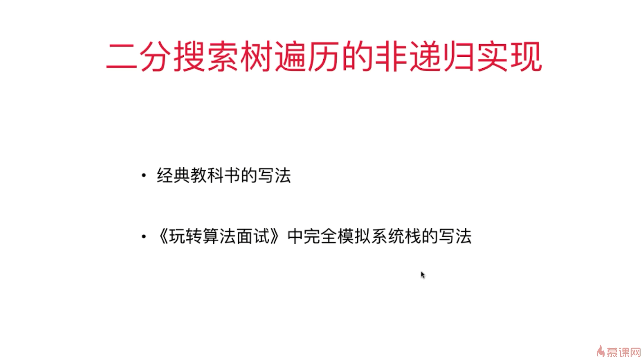 二分搜索树遍历的非递归实现
• 经典教科书的写法
• 《玩转算法面试》中完全模拟系统栈的写法
慕课网